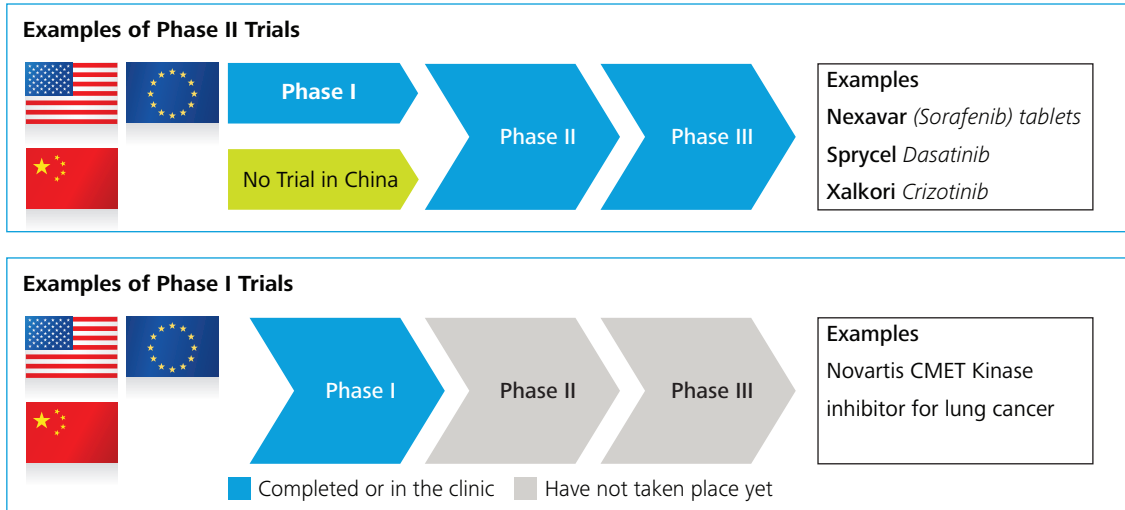 Examples of Phase II Trials
Phase I
No Trial in China
Phase II
Phase III
Examples
Nexavar (Sorafenib) tablets
Sprycel Dasatinib
Xalkori Crizotinib
Examples of Phase I Trials
Phase I
Phase II
Phase III
Examples
Novartis CMET Kinase
inhibitor for lung cancer
Completed or in the clinic
Have not taken place yet